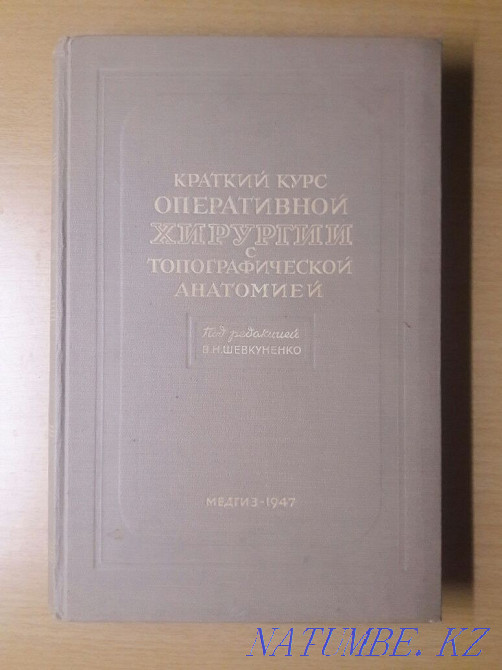 КРАТКИЙ КУРС
ОПЕРАТИВНОЙ
ХИРУРГИИ
С
ТОПОГРАФИЧЕСКОЙ
АНАТОМИЕЙ
Под редакцией
В.Н.ШЕВКУНЕНКО
МЕДГИЗ-1947
NATUMBE.KZ